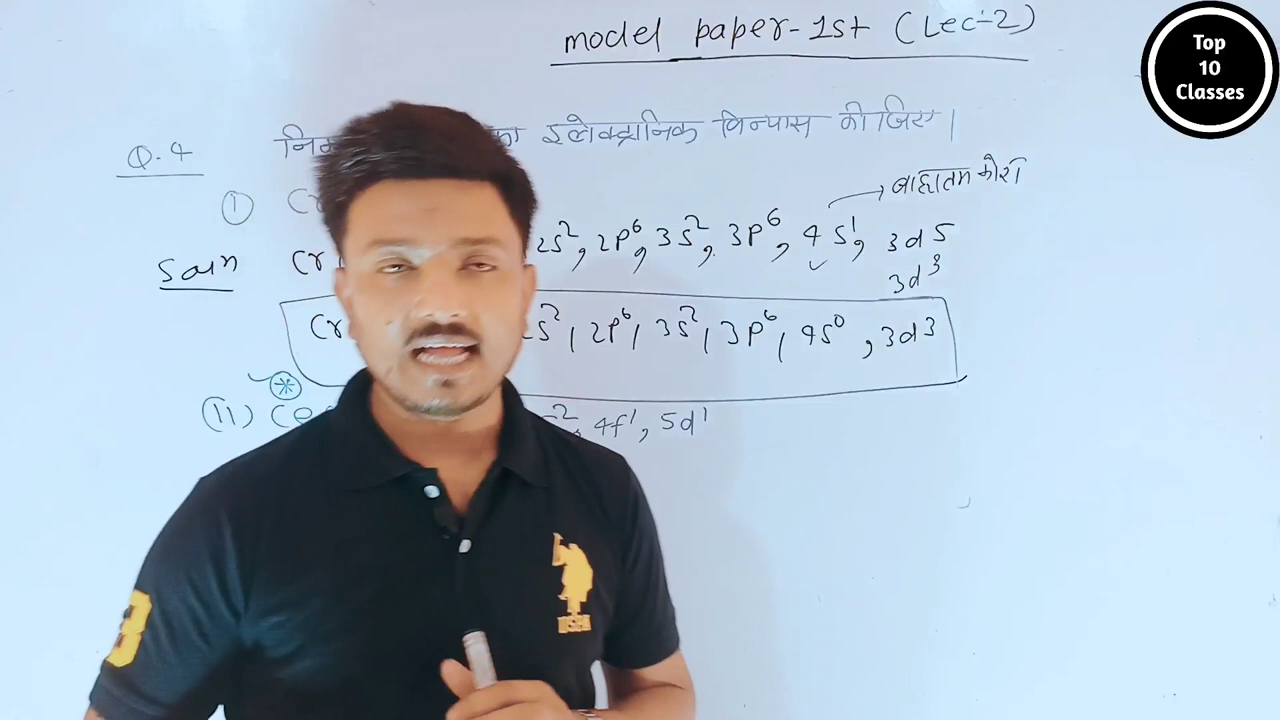 model paper-1st (Lec-2)
Top
10
Classes
Q.4 का इलेक्ट्रानिक विन्यास कीजिए।
① Cr → बाह्यतम कोश
Soln Cr 2S², 2P⁶, 3S², 3P⁶, 4S¹, 3d⁵
3d³
Cr 2S², 2P⁶, 3S², 3P⁶, 4S⁰, 3d³
(ii) Ce 4f¹, 5d¹